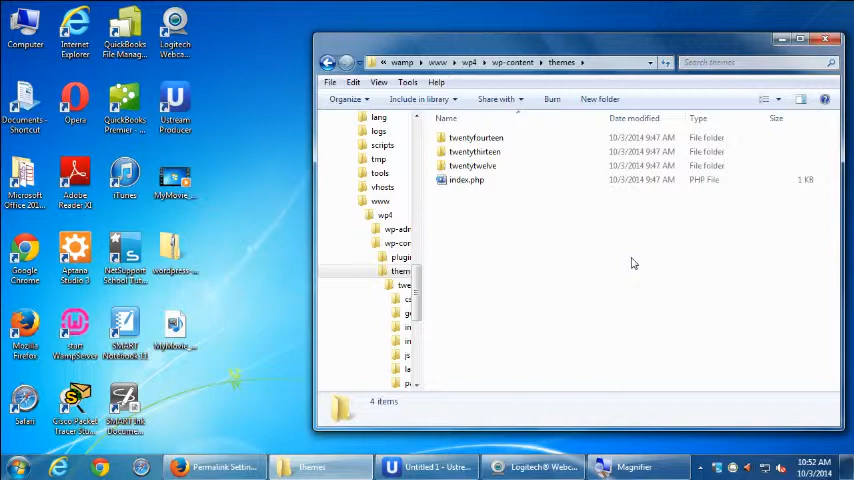 Computer
Internet
Explorer
QuickBooks
File Manag...
Logitech
Webca...
Documents -
Shortcut
Opera
QuickBooks
Premier - ...
Ustream
Producer
Microsoft
Office 201...
Adobe
Reader XI
iTunes
MyMovie_...
Google
Chrome
Aptana
Studio 3
NetSupport
School Tut...
wordpress-...
Mozilla
Firefox
start
WampServer
SMART
Notebook 11
MyMovie_...
Safari
Cisco Packet
Tracer Stu...
SMART Ink
Docume...
« wamp ▸ www ▸ wp4 ▸ wp-content ▸ themes ▸
Search themes
File Edit View Tools Help
Organize Include in library Share with Burn New folder
lang
logs
scripts
tmp
tools
vhosts
www
wp4
wp-adn
wp-con
plugin
them
twe
Name Date modified Type Size
twentyfourteen 10/3/2014 9:47 AM File folder
twentythirteen 10/3/2014 9:47 AM File folder
twentytwelve 10/3/2014 9:47 AM File folder
index.php 10/3/2014 9:47 AM PHP File 1 KB
4 items
Permalink Settin...
themes
Untitled 1 - Ustre...
Logitech® Webc...
Magnifier
10:52 AM
10/3/2014